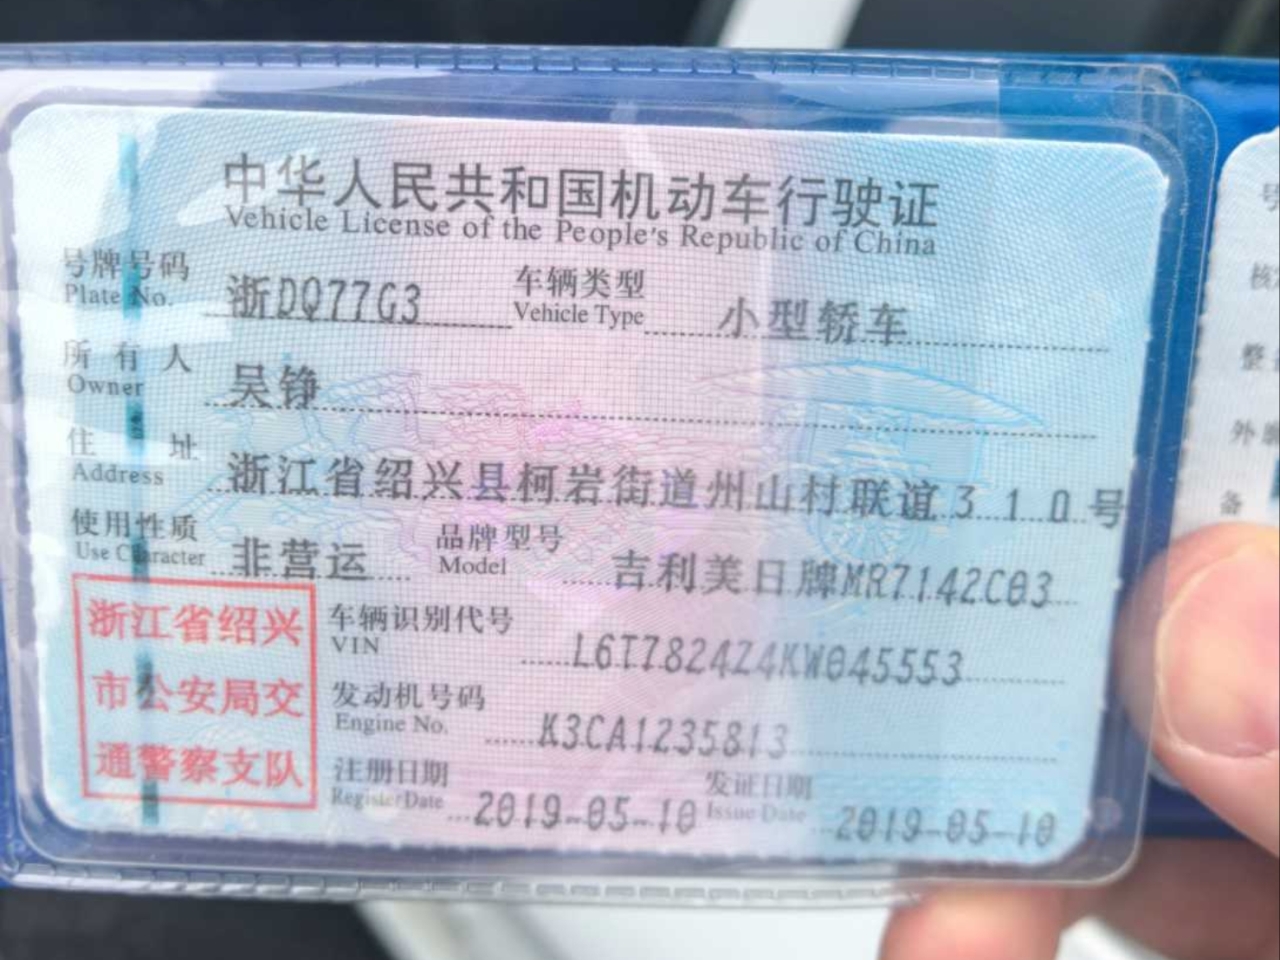 中华人民共和国机动车行驶证
Vehicle License of the People's Republic of China
号牌号码 浙DQ77G3 车辆类型 小型轿车
Plate No. Vehicle Type
所有人 吴铮
Owner
住址 浙江省绍兴县柯岩街道州山村联谊310号
Address
使用性质 非营运 品牌型号 吉利美日牌MR7142C03
Use Character Model
浙江省绍兴
市公安局交
通警察支队
车辆识别代号 L6T7824Z4KW045553
VIN
发动机号码 K3CA1235813
Engine No.
注册日期 2019-05-10 发证日期 2019-05-10
Register Date Issue Date
号
核
整
外
备